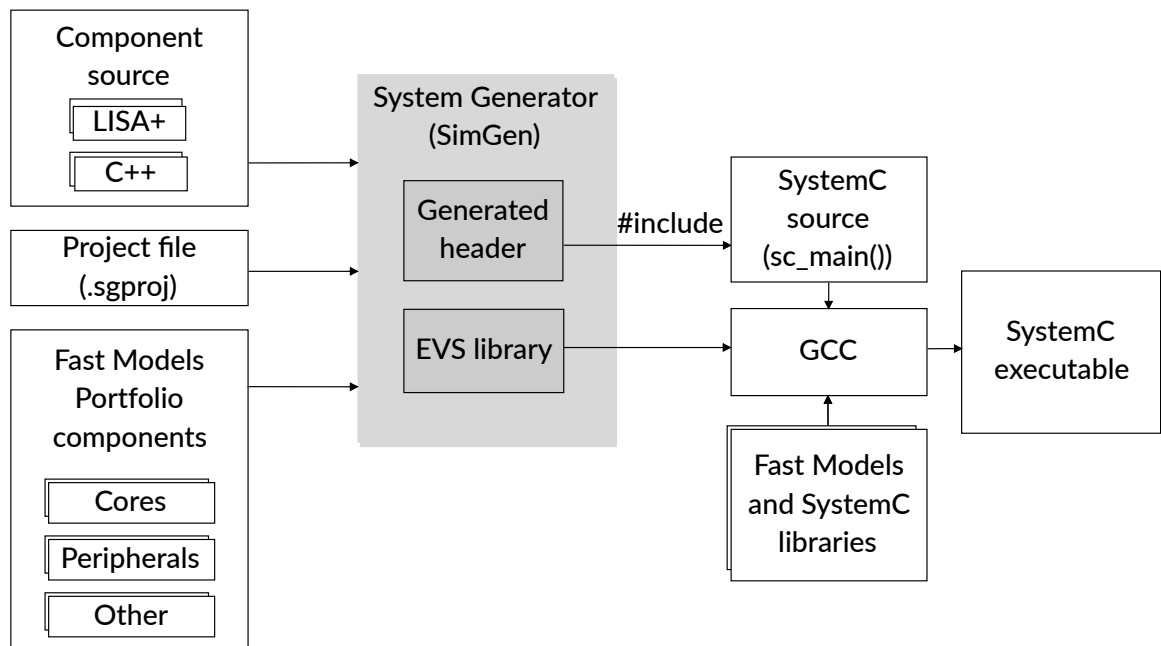 Component
source
LISA+
C++
Project file
(.sgproj)
Fast Models
Portfolio
components
Cores
Peripherals
Other
System Generator
(SimGen)
Generated
header
EVS library
#include
SystemC
source
(sc_main())
GCC
Fast Models
and SystemC
libraries
SystemC
executable